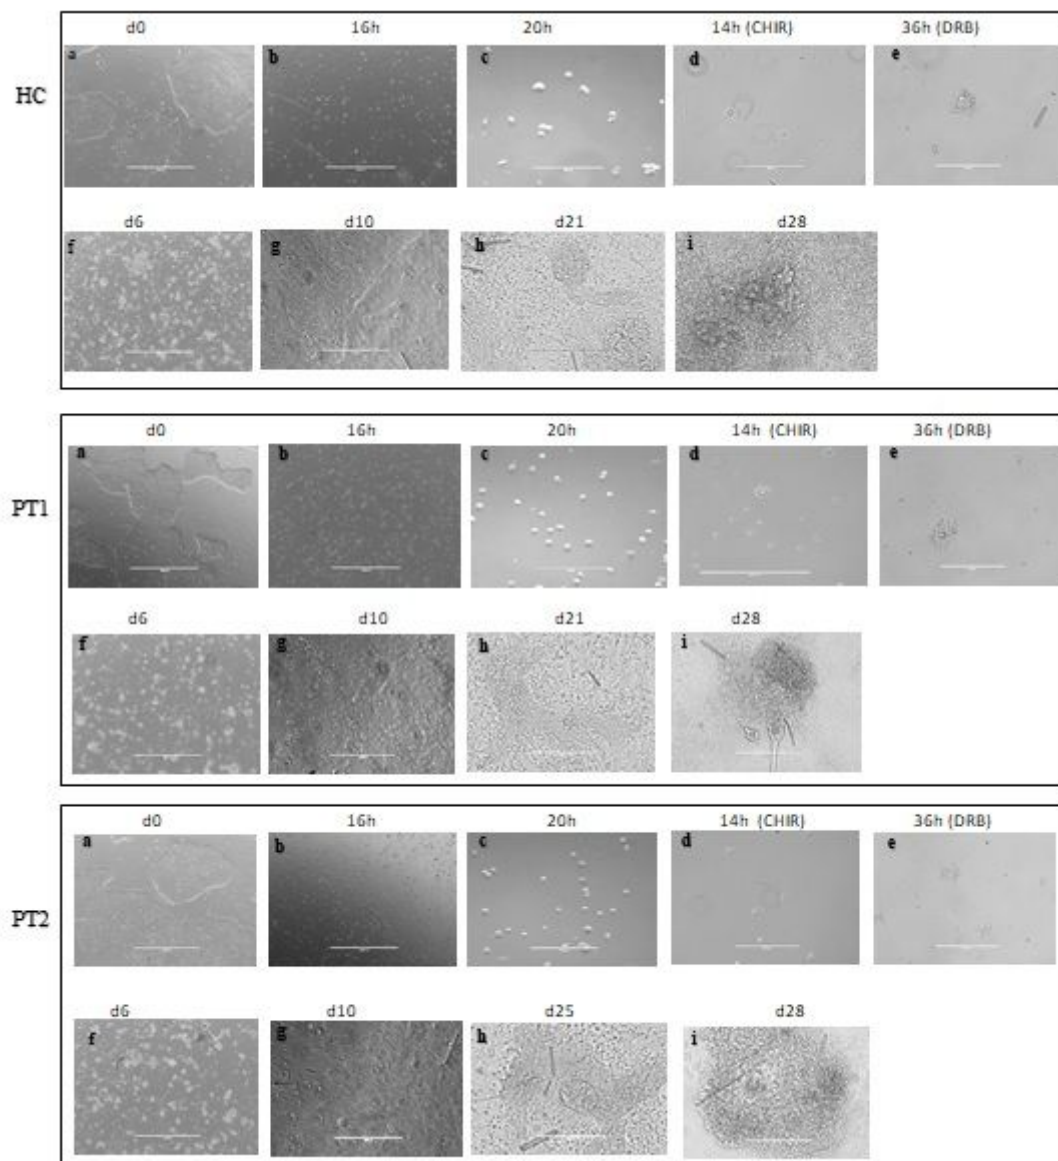 d0 16h 20h 14h (CHIR) 36h (DRB)
a b c d e
HC
d6 d10 d21 d28
f g h i
d0 16h 20h 14h (CHIR) 36h (DRB)
a b c d e
PT1
d6 d10 d21 d28
f g h i
d0 16h 20h 14h (CHIR) 36h (DRB)
a b c d e
PT2
d6 d10 d25 d28
f g h i